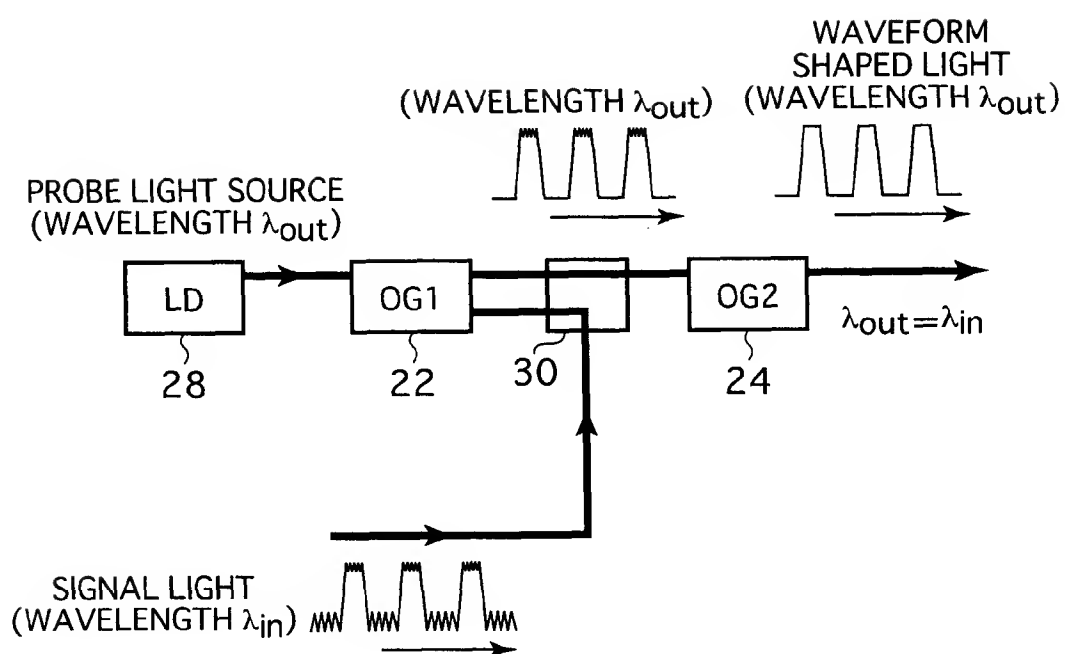 WAVEFORM
SHAPED LIGHT
(WAVELENGTH λout)
(WAVELENGTH λout)
PROBE LIGHT SOURCE
(WAVELENGTH λout)
LD
OG1
OG2
λout=λin
28
22
30
24
SIGNAL LIGHT
(WAVELENGTH λin)